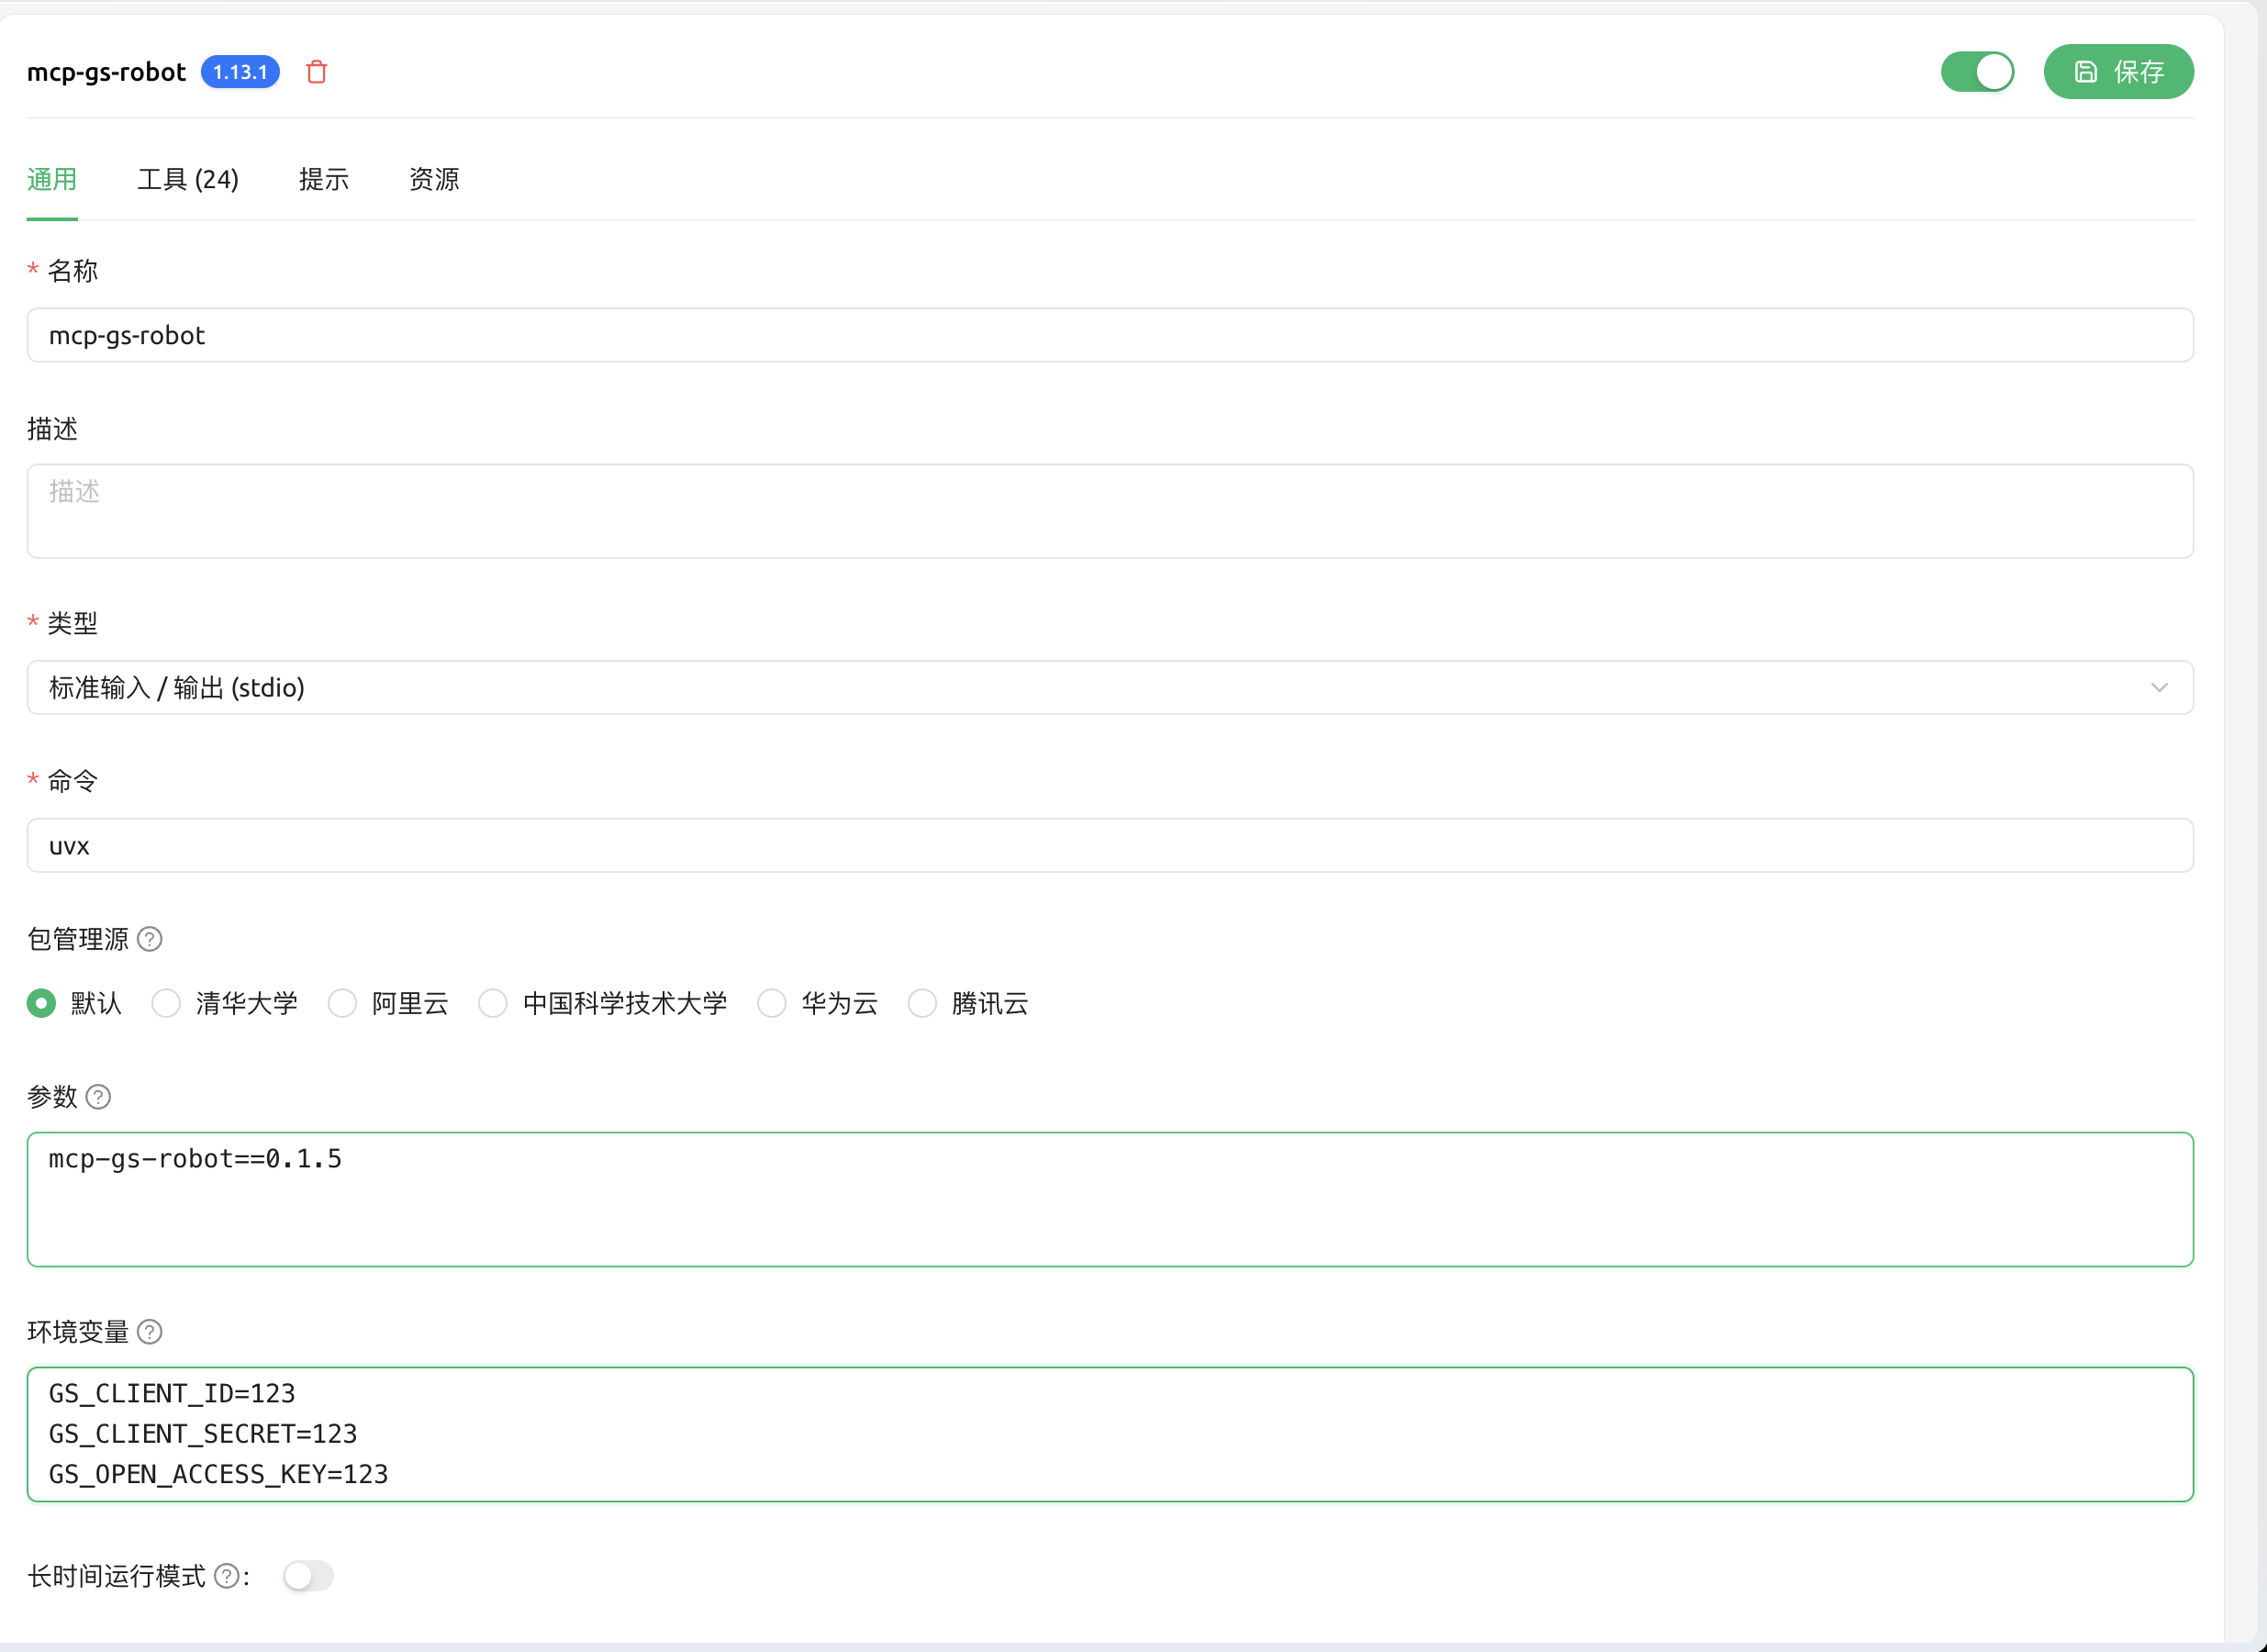 mcp-gs-robot 1.13.1 保存
通用 工具 (24) 提示 资源
* 名称
mcp-gs-robot
描述
描述
* 类型
标准输入 / 输出 (stdio)
* 命令
uvx
包管理源 ?
默认 清华大学 阿里云 中国科学技术大学 华为云 腾讯云
参数 ?
mcp-gs-robot==0.1.5
环境变量 ?
GS_CLIENT_ID=123
GS_CLIENT_SECRET=123
GS_OPEN_ACCESS_KEY=123
长时间运行模式 ? :